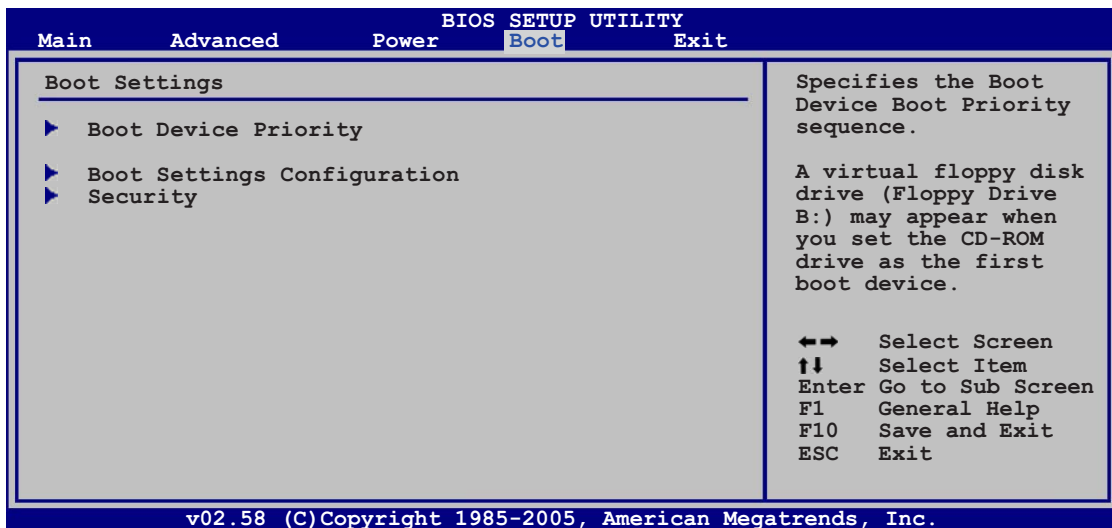 BIOS SETUP UTILITY
Main Advanced Power Boot Exit
Boot Settings
Boot Device Priority
Boot Settings Configuration
Security
Specifies the Boot
Device Boot Priority
sequence.
A virtual floppy disk
drive (Floppy Drive
B:) may appear when
you set the CD-ROM
drive as the first
boot device.
←→ Select Screen
↑↓ Select Item
Enter Go to Sub Screen
F1 General Help
F10 Save and Exit
ESC Exit
v02.58 (C)Copyright 1985-2005, American Megatrends, Inc.